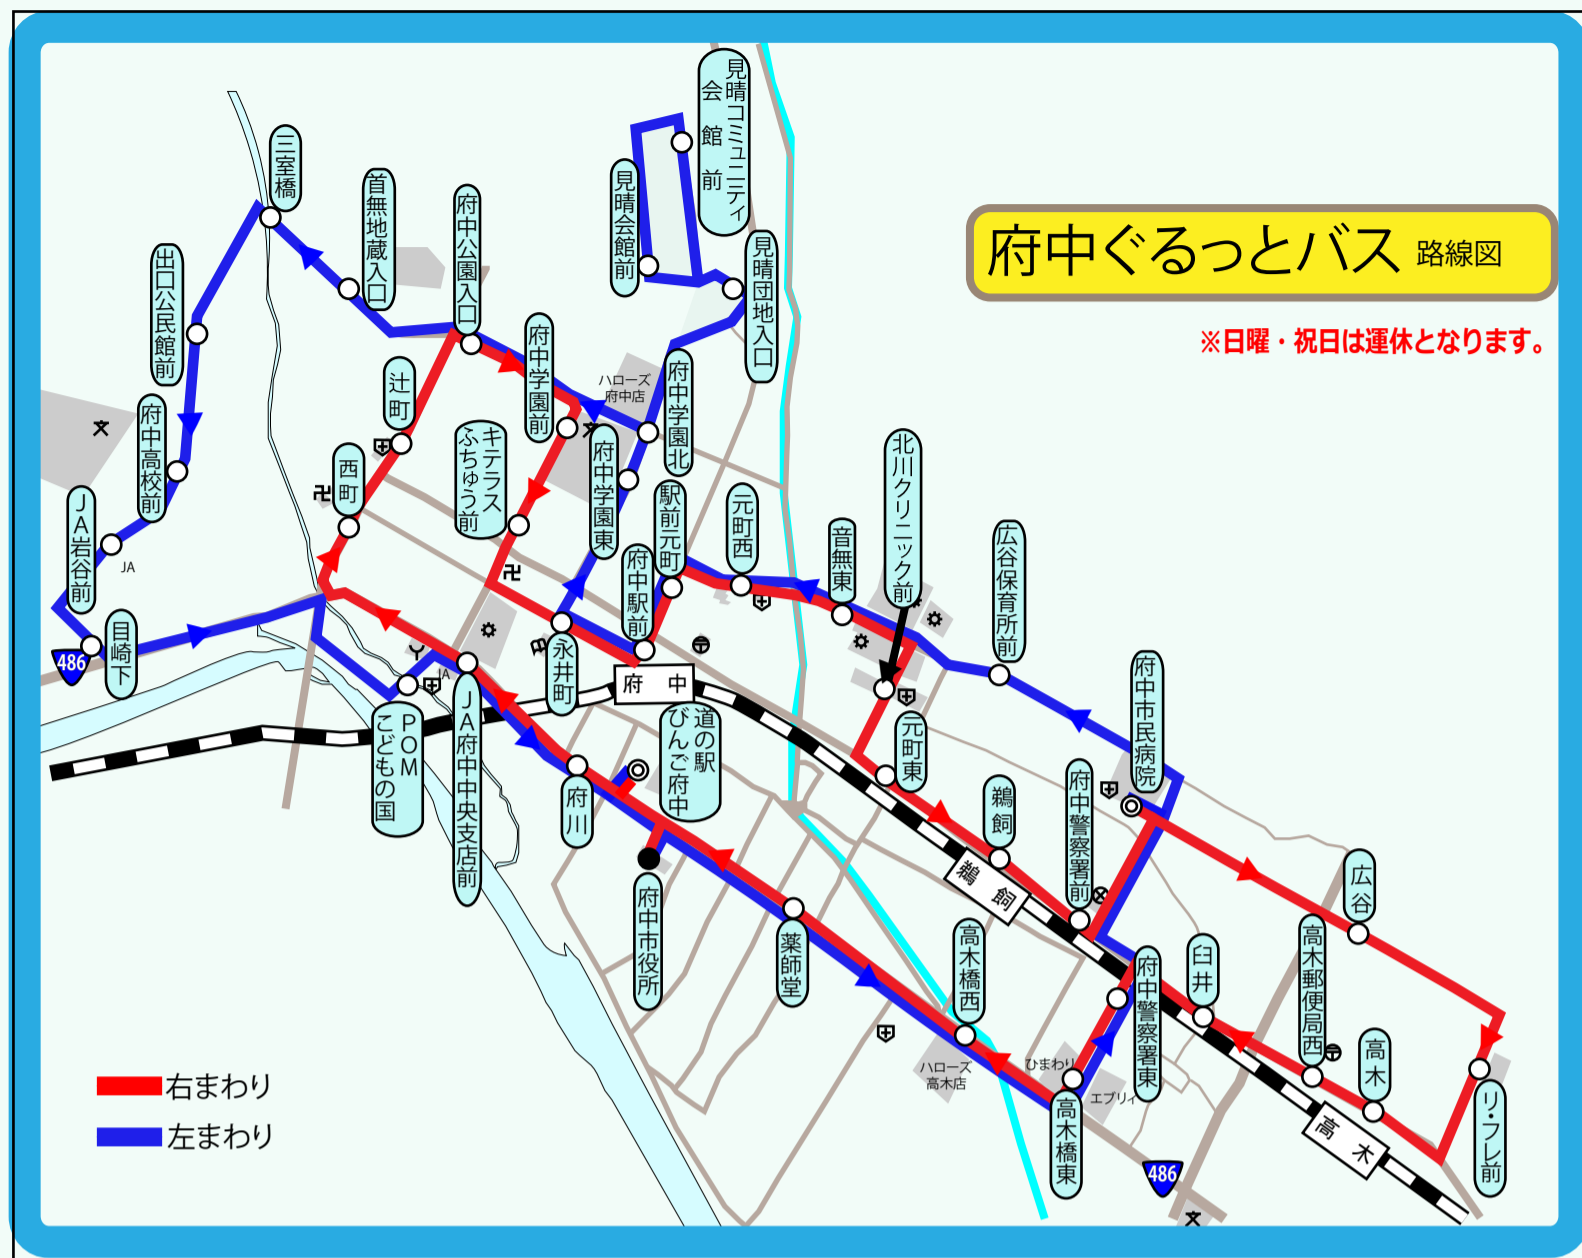 府中ぐるっとバス 路線図
※日曜・祝日は運休となります。
見晴コミュニティ
会館前
三室橋
首無地蔵入口
府中公園入口
見晴会館前
見晴団地入口
出口公民館前
府中学園前
ハローズ
府中店
府中学園北
辻町
府中高校前
キテラス
ふちゅう前
府中学園東
西町
北川クリニック前
駅前元町
元町西
音無東
広谷保育所前
JA岩谷前
JA
府中駅前
目崎下
486
永井町
JA
府中
POM
こどもの国
JA府中中央支店前
道の駅
びんご府中
府川
元町東
府中市民病院
鵜飼
府中警察署前
鵜飼
広谷
府中市役所
薬師堂
高木橋西
府中警察署東
臼井
高木郵便局西
高木
ハローズ
高木店
ひまわり
エブリィ
高木橋東
リ・フレ前
高木
486
右まわり
左まわり